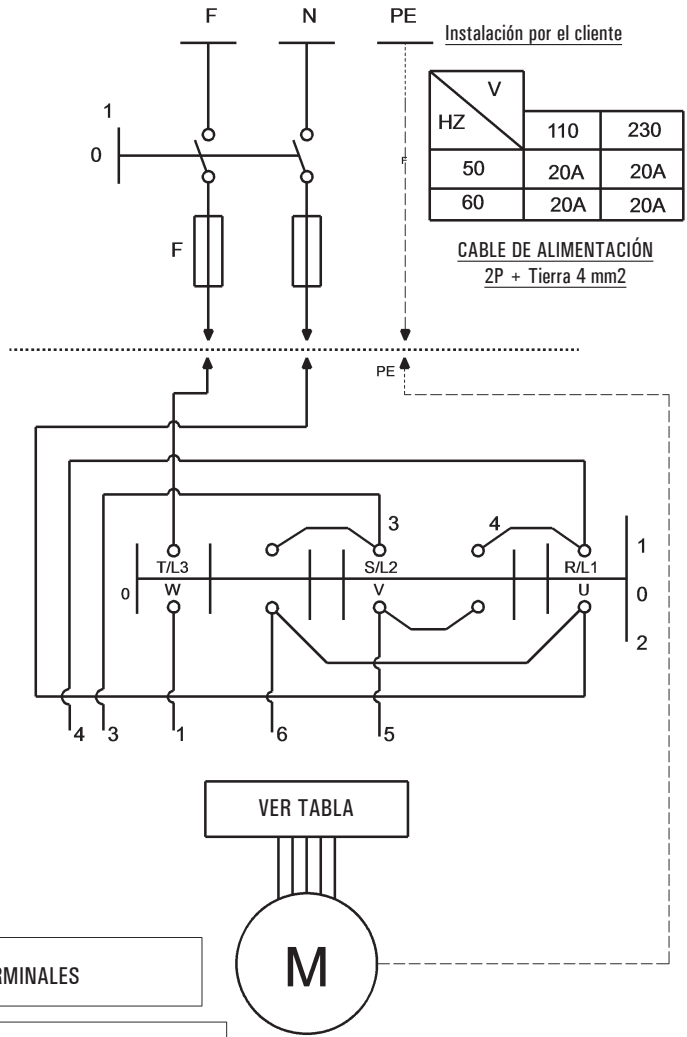 F N PE
Instalación por el cliente
V
HZ 110 230
50 20A 20A
60 20A 20A
1
0
F
F
CABLE DE ALIMENTACIÓN
2P + Tierra 4 mm2
PE
3 4
T/L3 S/L2 R/L1
0 W V U
1
0
2
4 3 1 6 5
VER TABLA
M
RMINALES